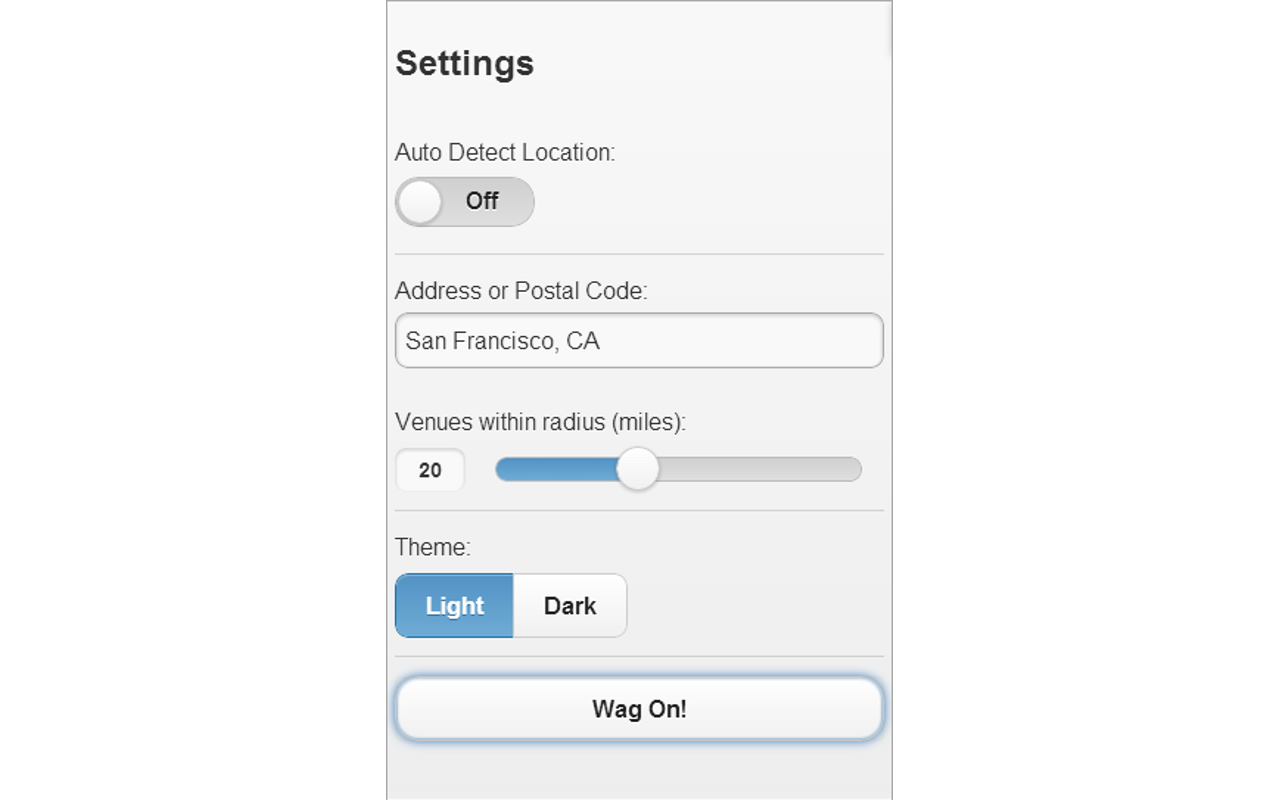 Settings
Auto Detect Location:
Off
Address or Postal Code:
San Francisco, CA
Venues within radius (miles):
20
Theme:
Light Dark
Wag On!